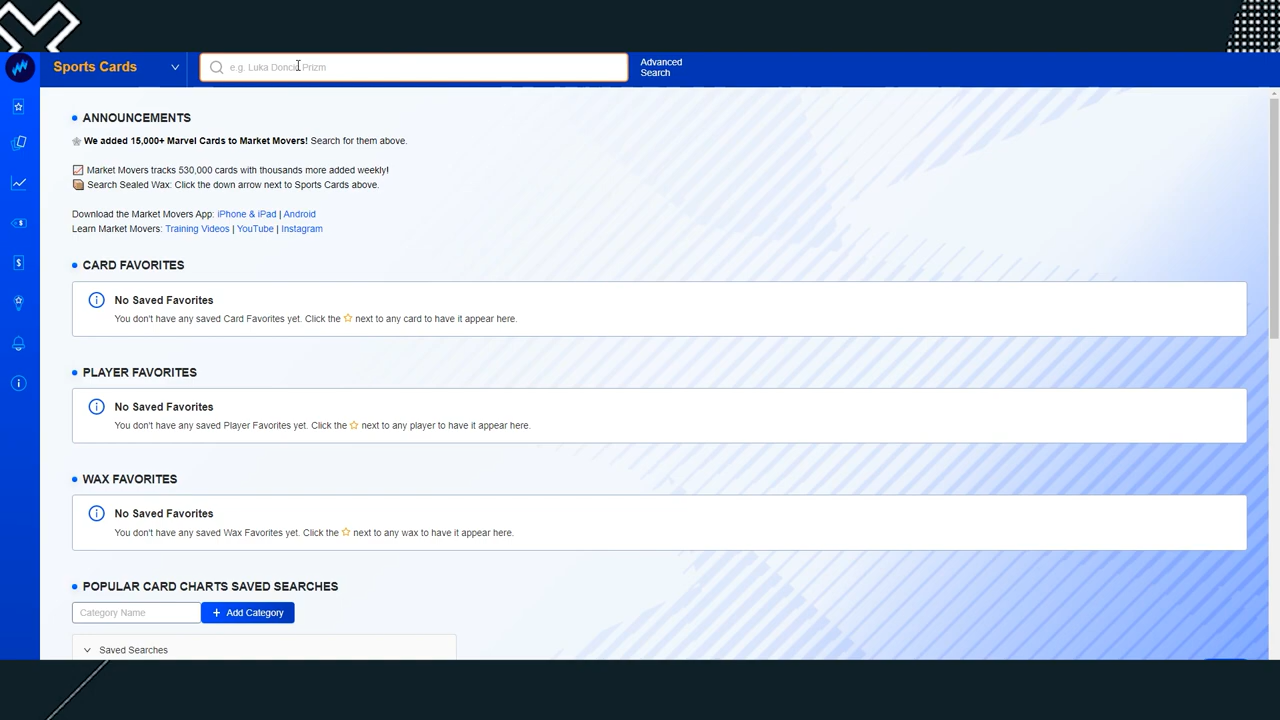 Sports Cards
e.g. Luka Doncic Prizm
Advanced
Search
ANNOUNCEMENTS
We added 15,000+ Marvel Cards to Market Movers! Search for them above.
Market Movers tracks 530,000 cards with thousands more added weekly!
Search Sealed Wax: Click the down arrow next to Sports Cards above.
Download the Market Movers App: iPhone & iPad | Android
Learn Market Movers: Training Videos | YouTube | Instagram
CARD FAVORITES
No Saved Favorites
You don't have any saved Card Favorites yet. Click the next to any card to have it appear here.
PLAYER FAVORITES
No Saved Favorites
You don't have any saved Player Favorites yet. Click the next to any player to have it appear here.
WAX FAVORITES
No Saved Favorites
You don't have any saved Wax Favorites yet. Click the next to any wax to have it appear here.
POPULAR CARD CHARTS SAVED SEARCHES
Category Name
+ Add Category
Saved Searches